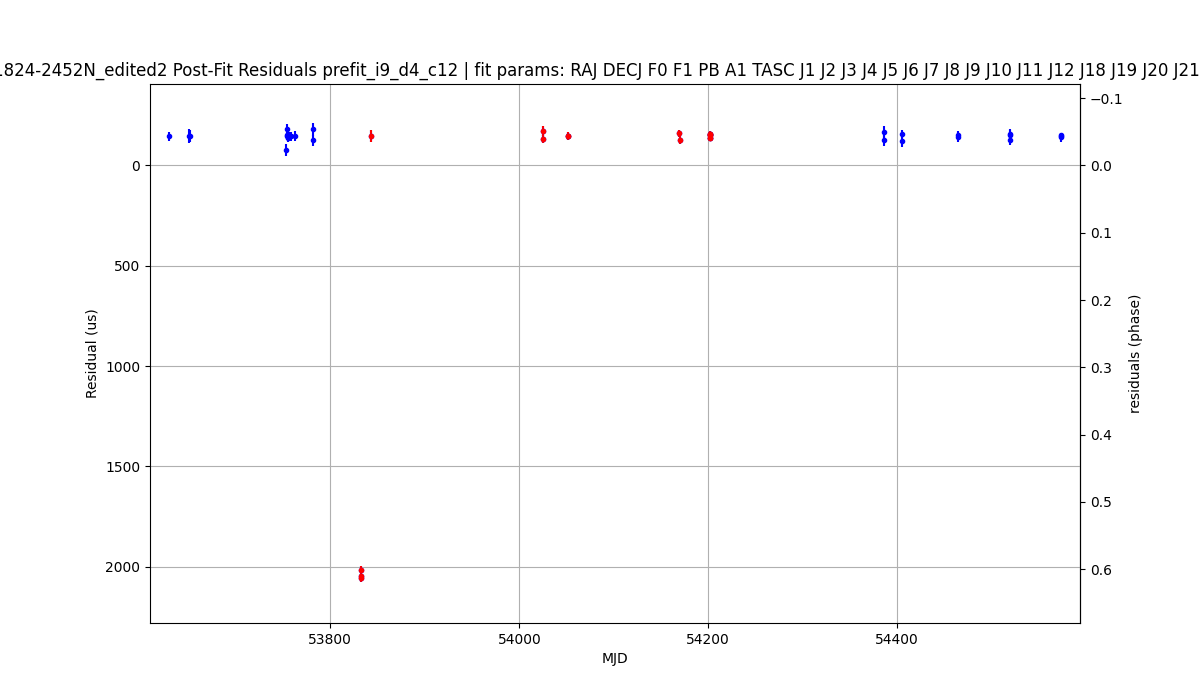 824-2452N_edited2 Post-Fit Residuals prefit_i9_d4_c12 | fit params: RAJ DECJ F0 F1 PB A1 TASC J1 J2 J3 J4 J5 J6 J7 J8 J9 J10 J11 J12 J18 J19 J20 J21
−0.1
0 0.0
0.1
500
0.2
1000 0.3
0.4
1500
0.5
2000 0.6
Residual (us)
residuals (phase)
53800 54000 54200 54400
MJD